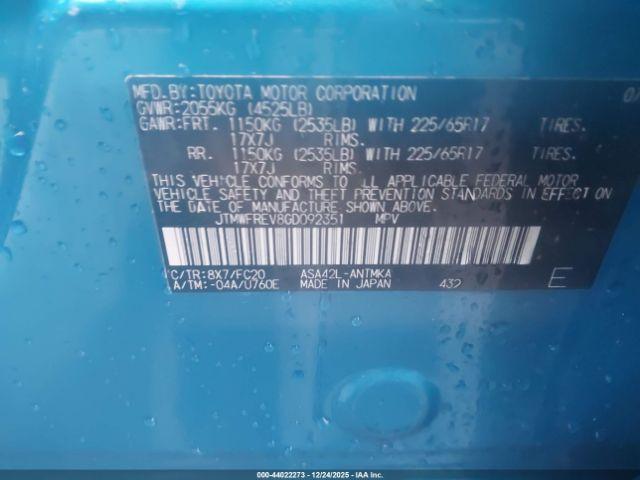 MFD.BY:TOYOTA MOTOR CORPORATION 07
GVWR:2055KG (4525LB)
GAWR:FRT. 1150KG (2535LB) WITH 225/65R17 TIRES.
17X7J RIMS.
RR. 1150KG (2535LB) WITH 225/65R17 TIRES.
17X7J RIMS.
THIS VEHICLE CONFORMS TO ALL APPLICABLE FEDERAL MOTOR
VEHICLE SAFETY AND THEFT PREVENTION STANDARDS IN EFFECT ON
THE DATE OF MANUFACTURE SHOWN ABOVE.
JTMWFREV8GD092351 MPV
C/TR:8X7/FC20 ASA42L-ANTMKA
A/TM:-04A/U760E MADE IN JAPAN 432 E
000-44022273 - 12/24/2025 - IAAI, INC.